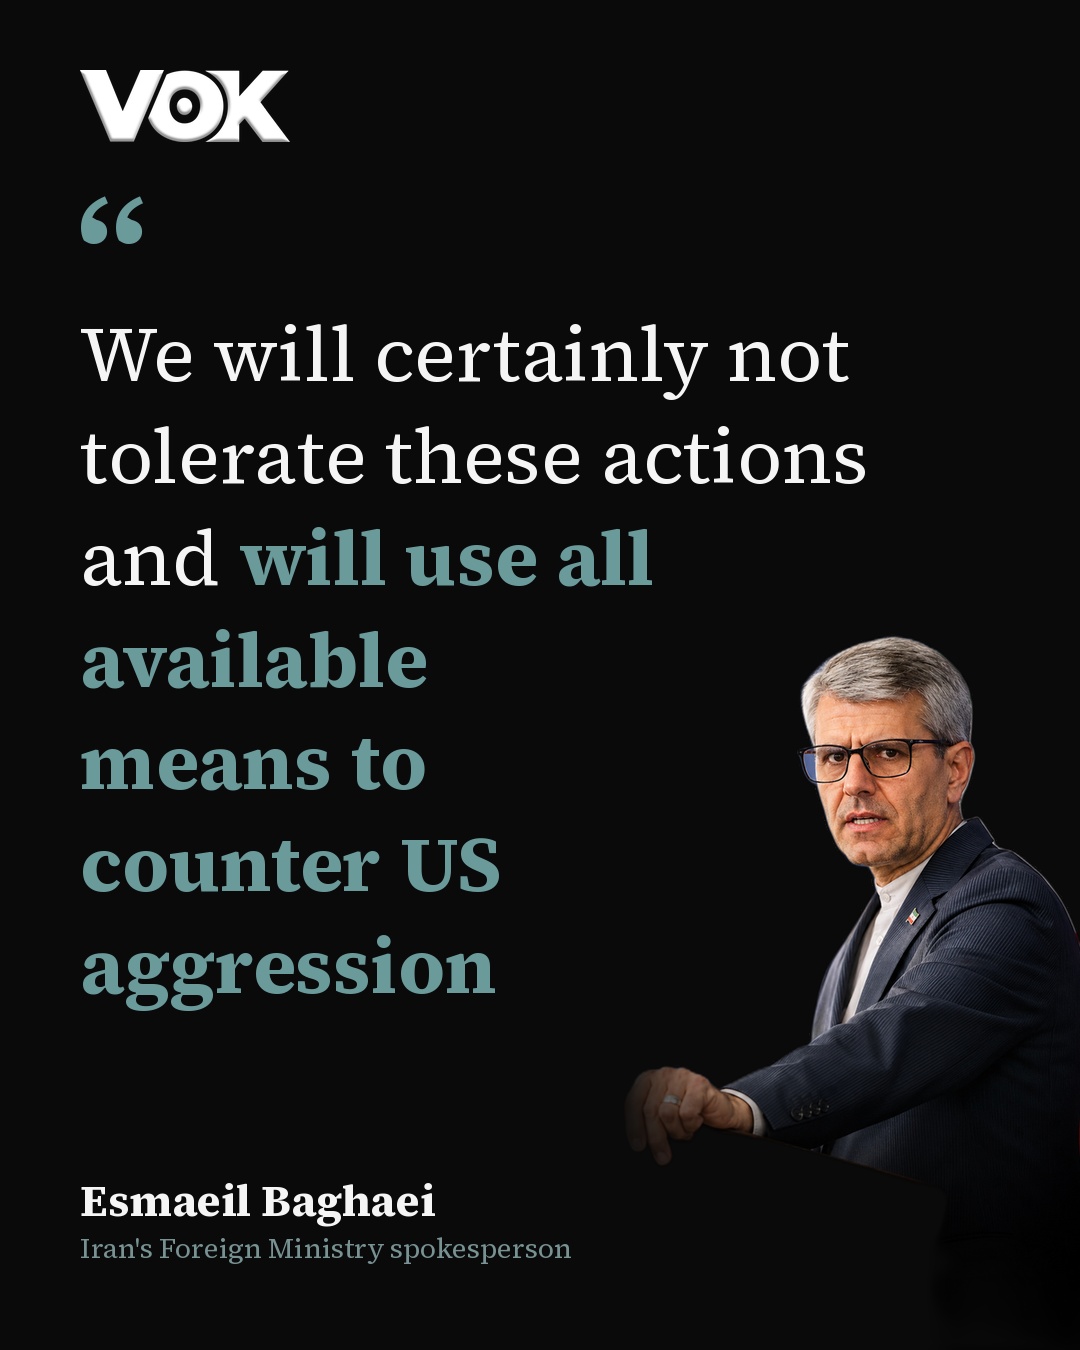 VOK
“
We will certainly not
tolerate these actions
and will use all
available
means to
counter US
aggression
Esmaeil Baghaei
Iran's Foreign Ministry spokesperson